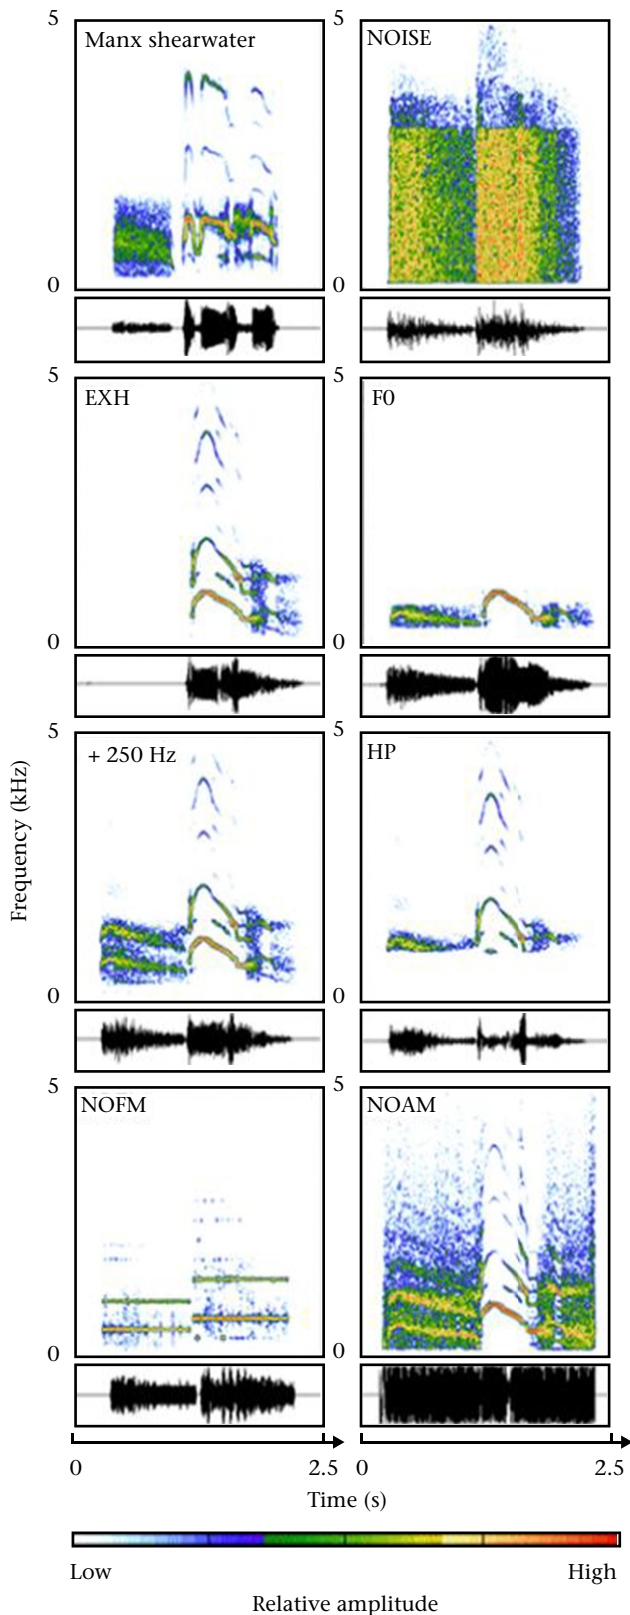 5
Manx shearwater
0
5
NOISE
0
5
EXH
0
5
F0
0
5
+ 250 Hz
0
5
HP
0
5
NOFM
0
5
NOAM
0
Frequency (kHz)
0 2.5 0 2.5
Time (s)
Low High
Relative amplitude